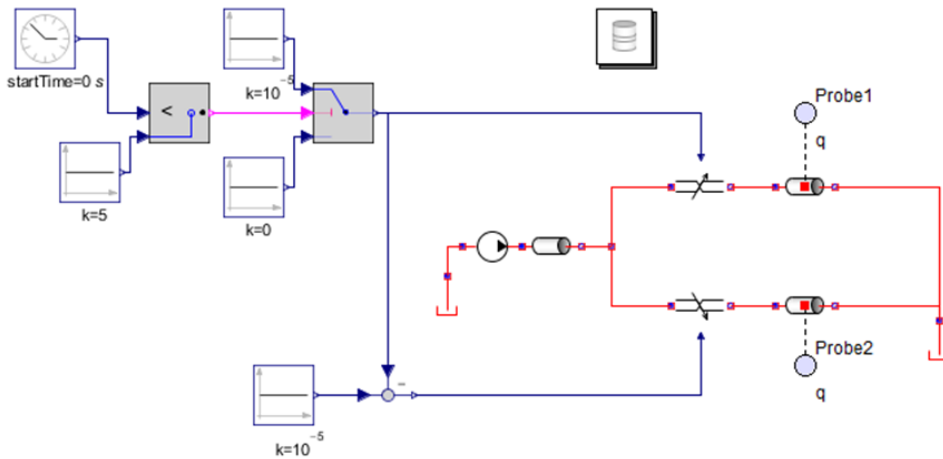 startTime=0 s
<
k=5
k=10⁻⁵
k=0
k=10⁻⁵
-
Probe1
q
Probe2
q